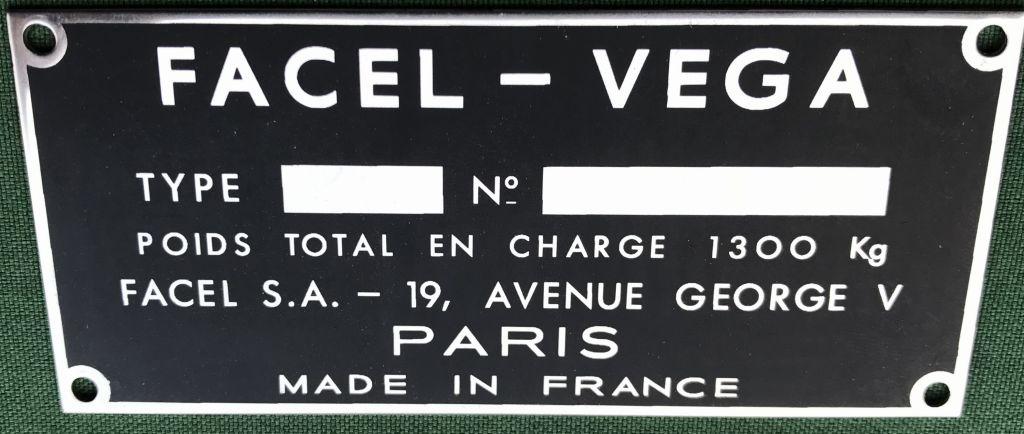 FACEL – VEGA
TYPE Nº
POIDS TOTAL EN CHARGE 1300 Kg
FACEL S.A. – 19, AVENUE GEORGE V
PARIS
MADE IN FRANCE